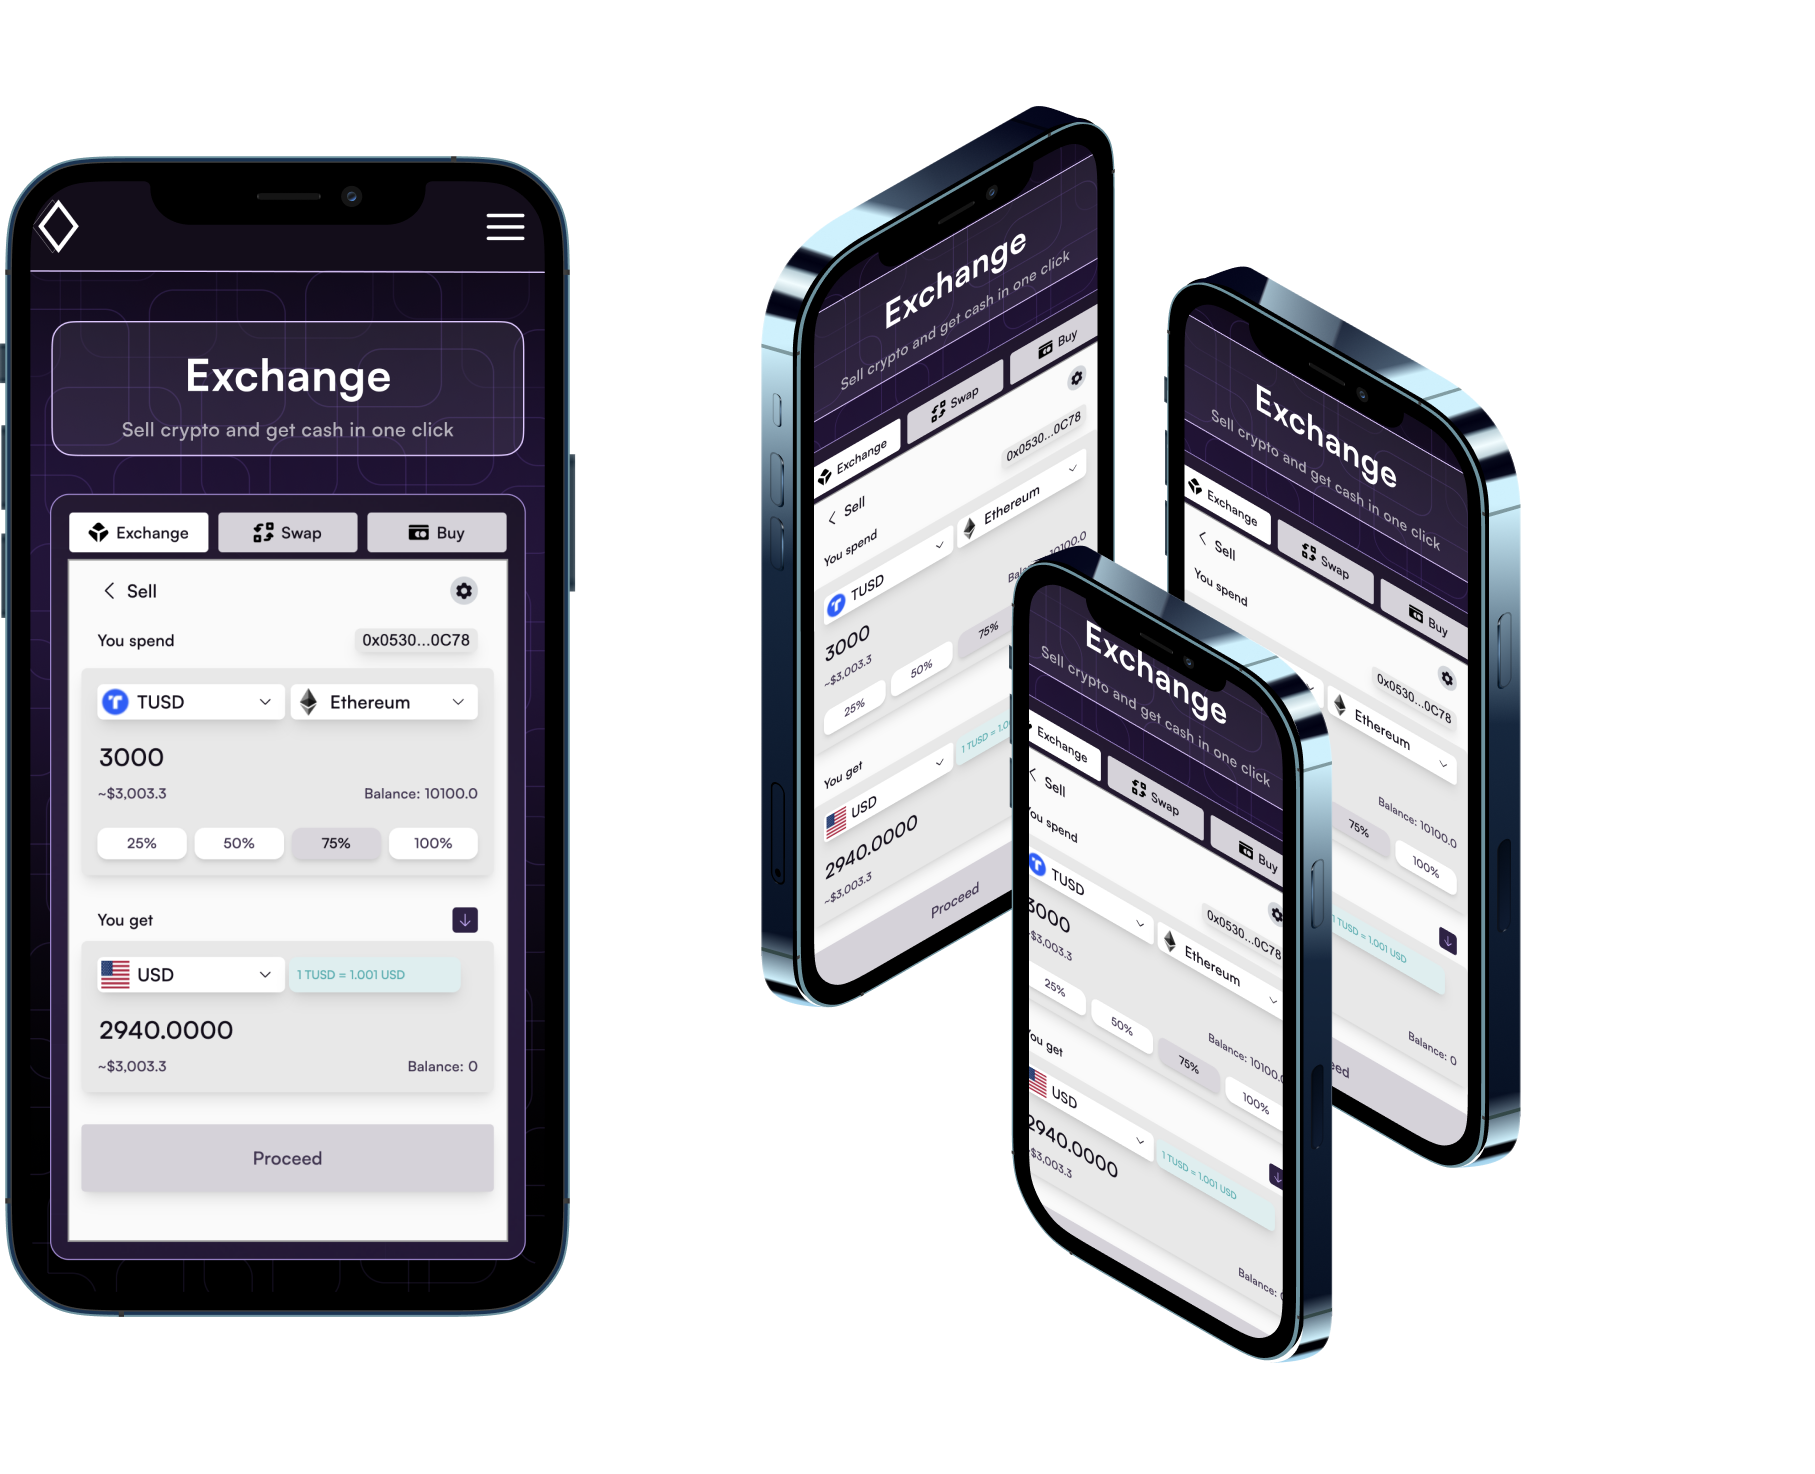 Exchange
Sell crypto and get cash in one click
Exchange Swap Buy
Sell
You spend 0x0530...0C78
TUSD Ethereum
3000
~$3,003.3 Balance: 10100.0
25% 50% 75% 100%
You get
USD 1 TUSD = 1.001 USD
2940.0000
~$3,003.3 Balance: 0
Proceed
Exchange
Sell crypto and get cash in one click
Exchange Swap Buy
Sell
You spend 0x0530...0C78
TUSD Ethereum
3000
~$3,003.3
25% 50% 75%
You get
USD 1 TUSD =
2940.0000
~$3,003.3
Proceed
Exchange
Sell crypto and get cash in one click
Exchange Swap Buy
Sell
You spend 0x0530...0C78
Ethereum
Balance: 10100.0
75% 100%
1 TUSD = 1.001 USD
Balance: 0
Exchange
Sell crypto and get cash in one click
Exchange Swap Buy
Sell
You spend 0x0530...0C78
TUSD Ethereum
3000
~$3,003.3 Balance: 10100.0
25% 50% 75% 100%
You get
USD 1 TUSD = 1.001 USD
2940.0000
~$3,003.3 Balance: